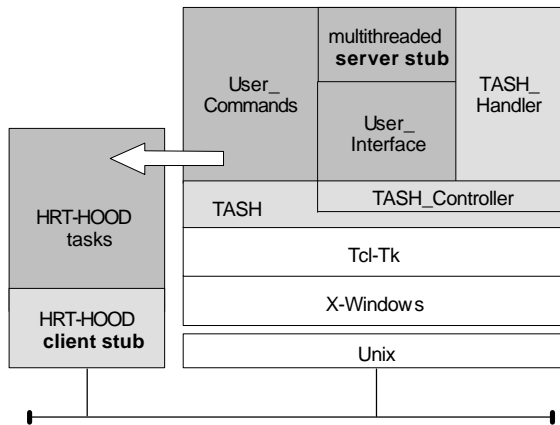 multithreaded
server stub
User_
Commands
TASH_
Handler
User_
Interface
TASH_Controller
TASH
HRT-HOOD
tasks
Tcl-Tk
HRT-HOOD
client stub
X-Windows
Unix